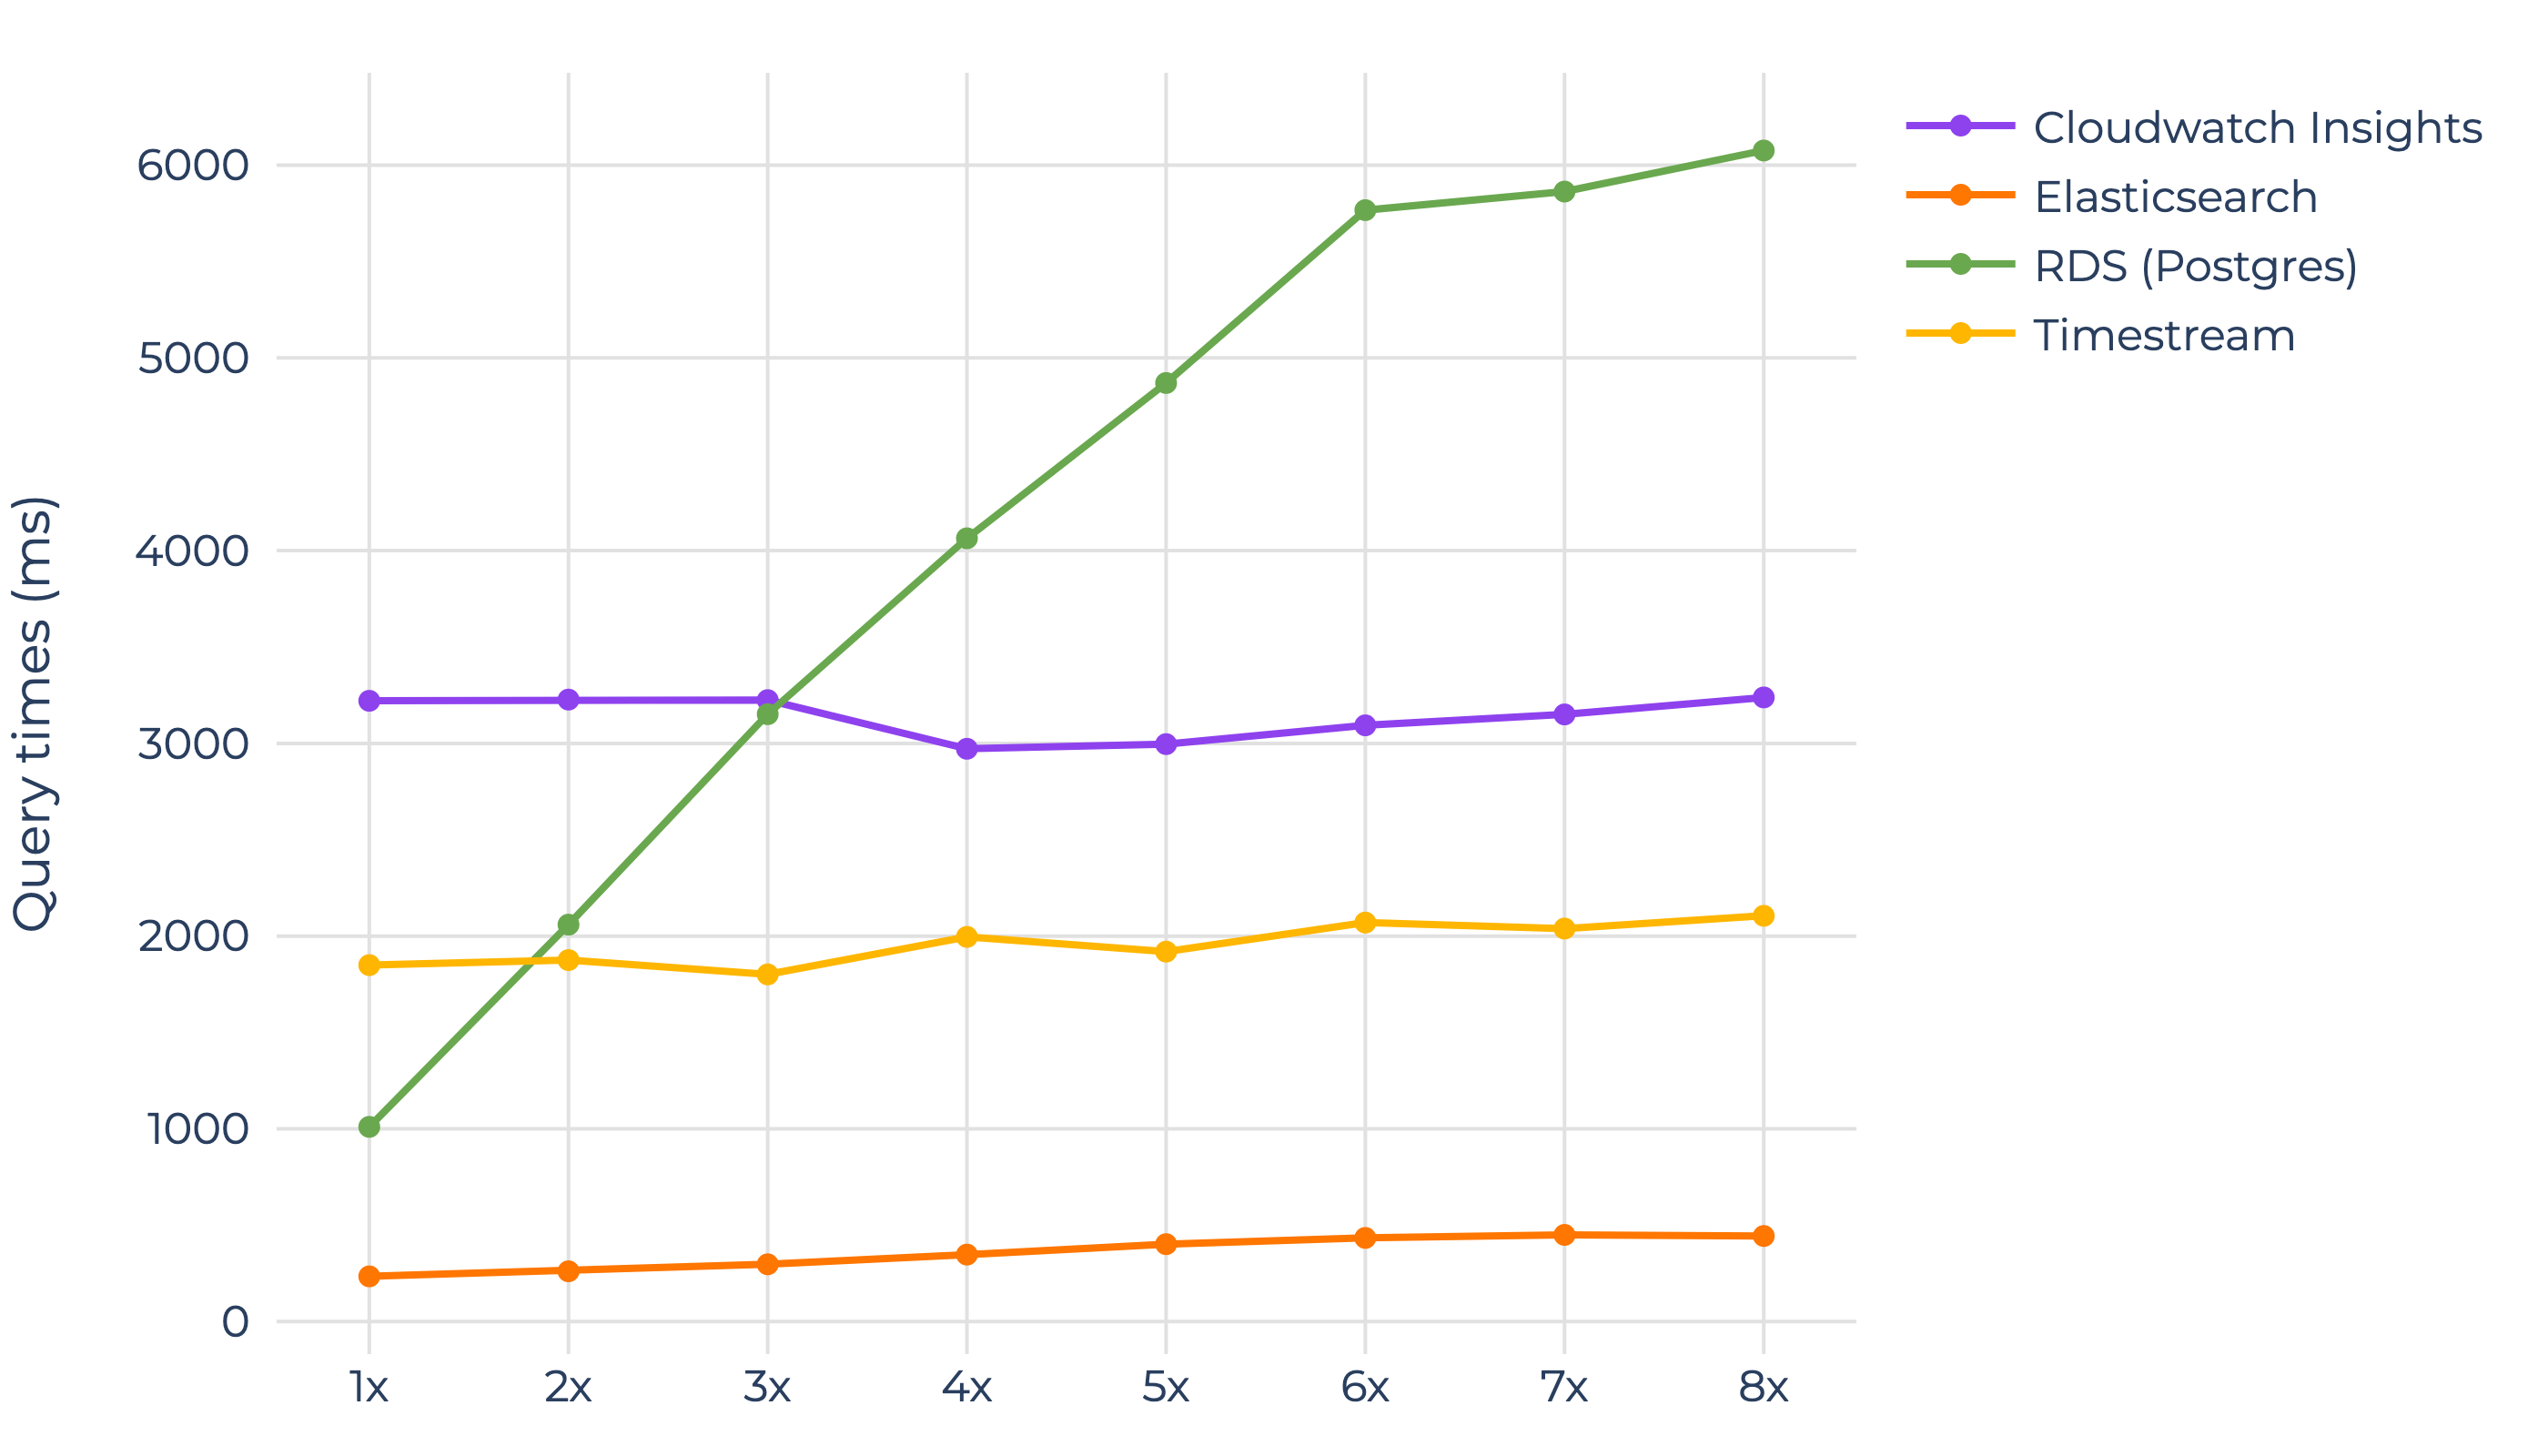 Cloudwatch Insights
Elasticsearch
RDS (Postgres)
Timestream
Query times (ms)
6000
5000
4000
3000
2000
1000
0
1x 2x 3x 4x 5x 6x 7x 8x